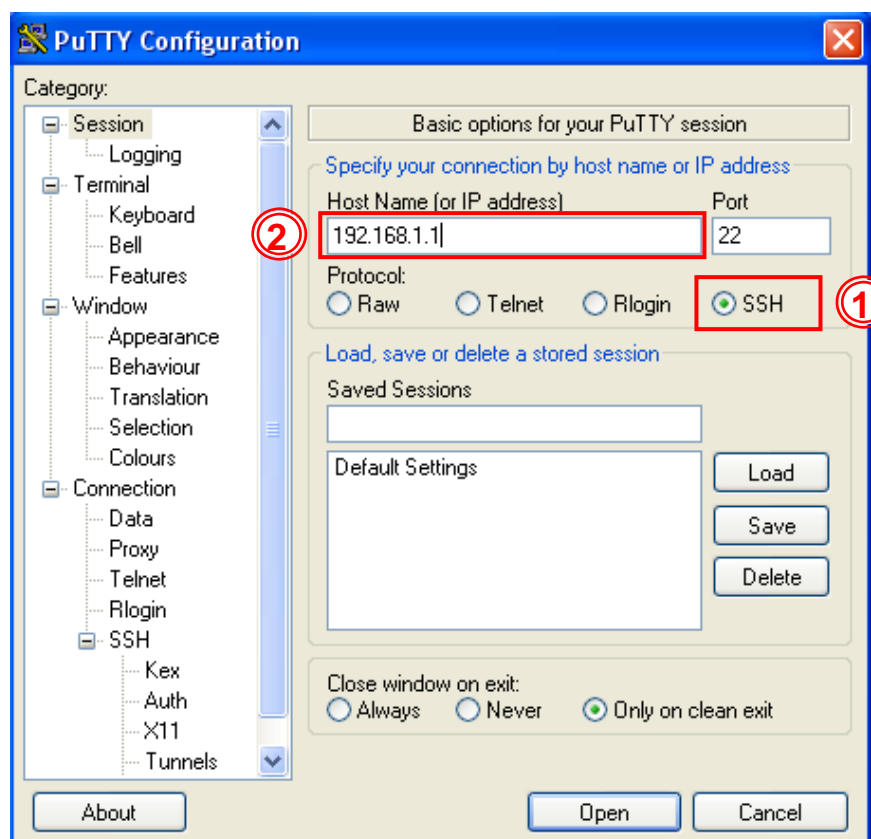 PuTTY Configuration
Category:
Session
Logging
Terminal
Keyboard
Bell
Features
Window
Appearance
Behaviour
Translation
Selection
Colours
Connection
Data
Proxy
Telnet
Rlogin
SSH
Kex
Auth
X11
Tunnels
Basic options for your PuTTY session
Specify your connection by host name or IP address
Host Name (or IP address) Port
2 192.168.1.1 22
Protocol:
Raw Telnet Rlogin SSH 1
Load, save or delete a stored session
Saved Sessions
Default Settings
Load
Save
Delete
Close window on exit:
Always Never Only on clean exit
About Open Cancel